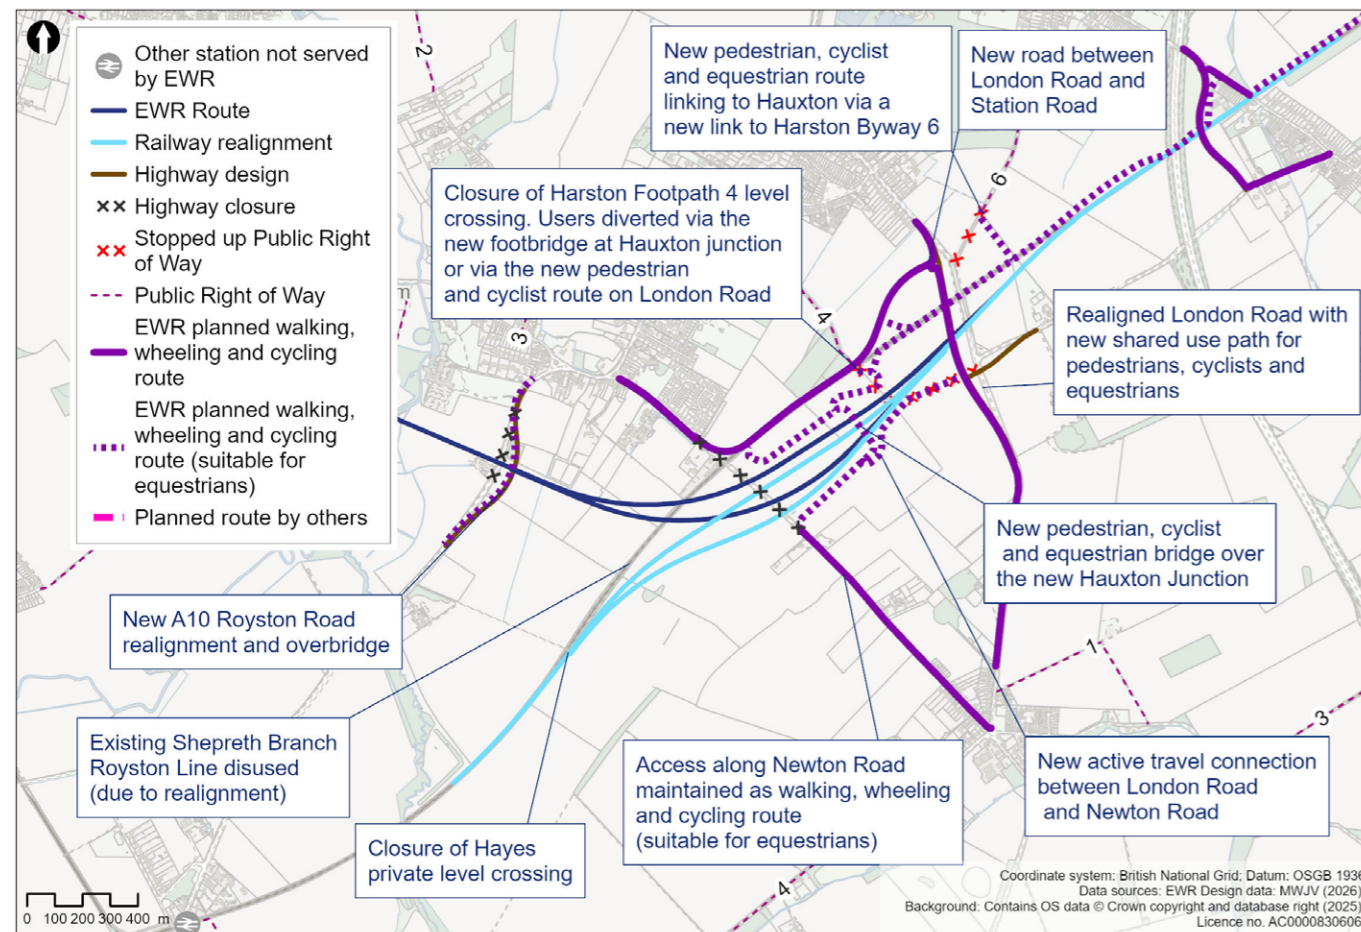 Other station not served
by EWR
EWR Route
Railway realignment
Highway design
Highway closure
Stopped up Public Right
of Way
Public Right of Way
EWR planned walking,
wheeling and cycling
route
EWR planned walking,
wheeling and cycling
route (suitable for
equestrians)
Planned route by others
2
New pedestrian, cyclist
and equestrian route
linking to Hauxton via a
new link to Harston Byway 6
New road between
London Road and
Station Road
Closure of Harston Footpath 4 level
crossing. Users diverted via the
new footbridge at Hauxton junction
or via the new pedestrian
and cyclist route on London Road
6
4
3
Realigned London Road with
new shared use path for
pedestrians, cyclists and
equestrians
New pedestrian, cyclist
and equestrian bridge over
the new Hauxton Junction
New A10 Royston Road
realignment and overbridge
1
3
Existing Shepreth Branch
Royston Line disused
(due to realignment)
Access along Newton Road
maintained as walking, wheeling
and cycling route
(suitable for equestrians)
New active travel connection
between London Road
and Newton Road
Closure of Hayes
private level crossing
4
0 100 200 300 400 m
Coordinate system: British National Grid; Datum: OSGB 1936
Data sources: EWR Design data: MWJV (2026)
Background: Contains OS data © Crown copyright and database right (2025)
Licence no. AC0000830606